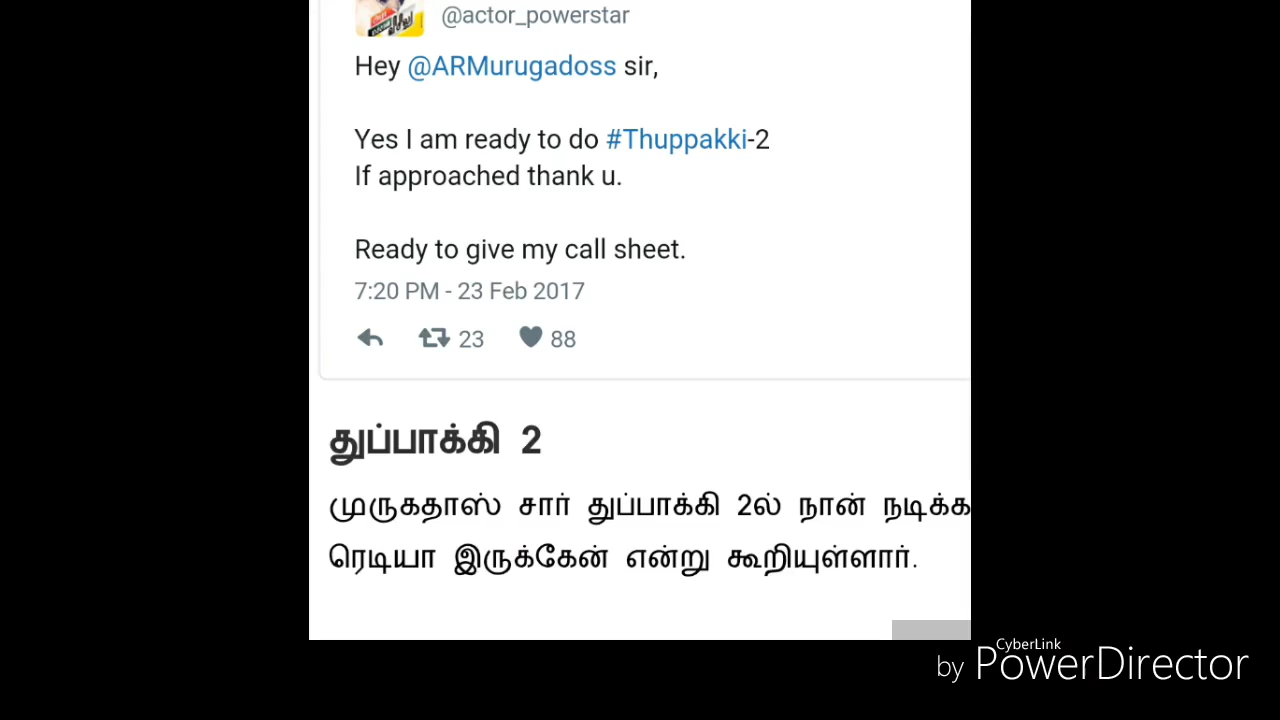 @actor_powerstar
Hey @ARMurugadoss sir,
Yes I am ready to do #Thuppakki-2
If approached thank u.
Ready to give my call sheet.
7:20 PM - 23 Feb 2017
23 88
துப்பாக்கி 2
முருகதாஸ் சார் துப்பாக்கி 2ல் நான் நடிக்க
ரெடியா இருக்கேன் என்று கூறியுள்ளார்.
CyberLink
by PowerDirector